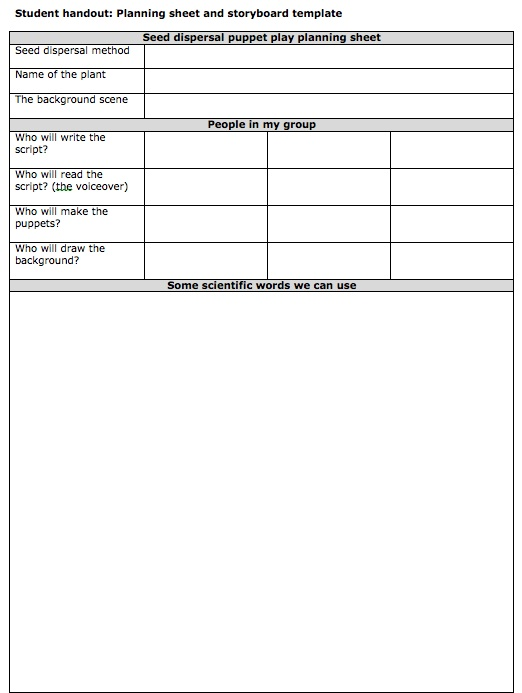 Student handout: Planning sheet and storyboard template
Seed dispersal puppet play planning sheet
Seed dispersal method
Name of the plant
The background scene
People in my group
Who will write the
script?
Who will read the
script? (the voiceover)
Who will make the
puppets?
Who will draw the
background?
Some scientific words we can use